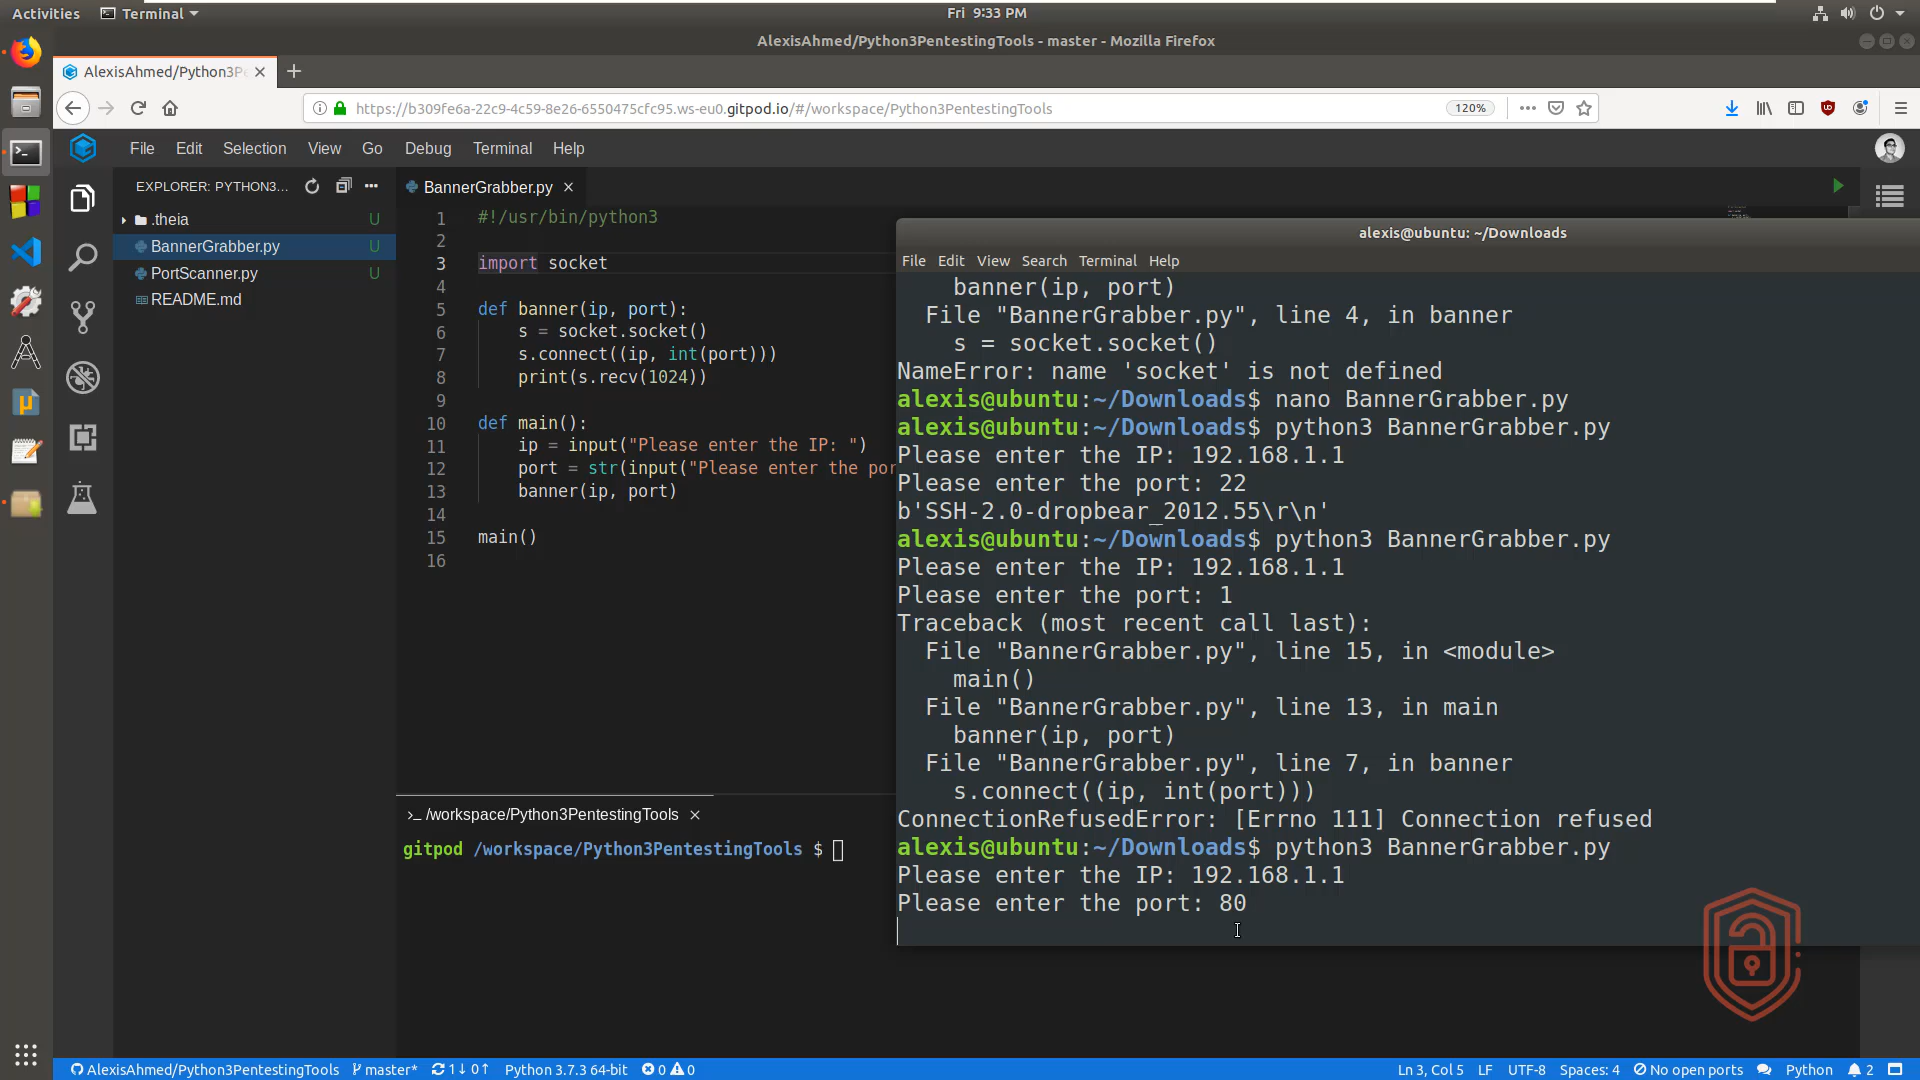 Activities
Terminal
Fri 9:33 PM
AlexisAhmed/Python3PentestingTools - master - Mozilla Firefox
AlexisAhmed/Python3P
https://b309fe6a-22c9-4c59-8e26-6550475cfc95.ws-eu0.gitpod.io/#/workspace/Python3PentestingTools
120%
File Edit Selection View Go Debug Terminal Help
EXPLORER: PYTHON3...
.theia U
BannerGrabber.py U
PortScanner.py U
README.md
BannerGrabber.py
1 #!/usr/bin/python3
2
3 import socket
4
5 def banner(ip, port):
6 s = socket.socket()
7 s.connect((ip, int(port)))
8 print(s.recv(1024))
9
10 def main():
11 ip = input("Please enter the IP: ")
12 port = str(input("Please enter the por
13 banner(ip, port)
14
15 main()
16
>_ /workspace/Python3PentestingTools
gitpod /workspace/Python3PentestingTools $
alexis@ubuntu: ~/Downloads
File Edit View Search Terminal Help
banner(ip, port)
File "BannerGrabber.py", line 4, in banner
s = socket.socket()
NameError: name 'socket' is not defined
alexis@ubuntu:~/Downloads$ nano BannerGrabber.py
alexis@ubuntu:~/Downloads$ python3 BannerGrabber.py
Please enter the IP: 192.168.1.1
Please enter the port: 22
b'SSH-2.0-dropbear_2012.55\r\n'
alexis@ubuntu:~/Downloads$ python3 BannerGrabber.py
Please enter the IP: 192.168.1.1
Please enter the port: 1
Traceback (most recent call last):
File "BannerGrabber.py", line 15, in <module>
main()
File "BannerGrabber.py", line 13, in main
banner(ip, port)
File "BannerGrabber.py", line 7, in banner
s.connect((ip, int(port)))
ConnectionRefusedError: [Errno 111] Connection refused
alexis@ubuntu:~/Downloads$ python3 BannerGrabber.py
Please enter the IP: 192.168.1.1
Please enter the port: 80
AlexisAhmed/Python3PentestingTools master* 1↓ 0↑ Python 3.7.3 64-bit 0 0
Ln 3, Col 5 LF UTF-8 Spaces: 4 No open ports Python 2